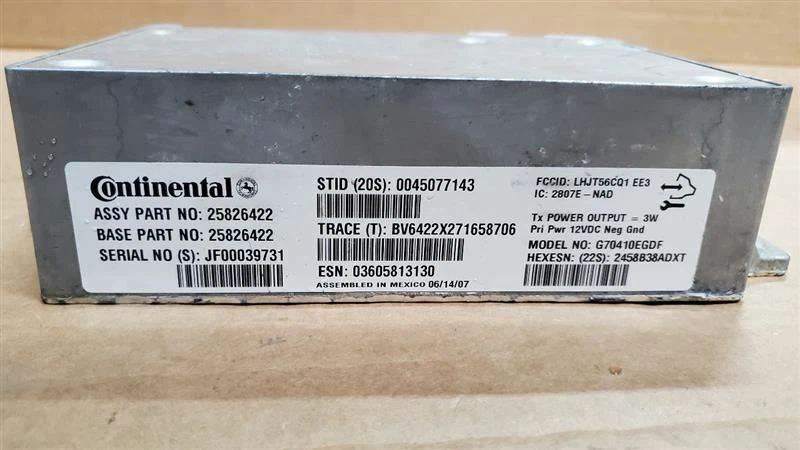 Continental
ASSY PART NO: 25826422
BASE PART NO: 25826422
SERIAL NO (S): JF00039731
STID (20S): 0045077143
TRACE (T): BV6422X271658706
ESN: 03605813130
ASSEMBLED IN MEXICO 06/14/07
FCCID: LHJT56CQ1 EE3
IC: 2807E-NAD
Tx POWER OUTPUT = 3W
Pri Pwr 12VDC Neg Gnd
MODEL NO: G70410EGDF
HEXESN: (22S): 2458B38ADXT